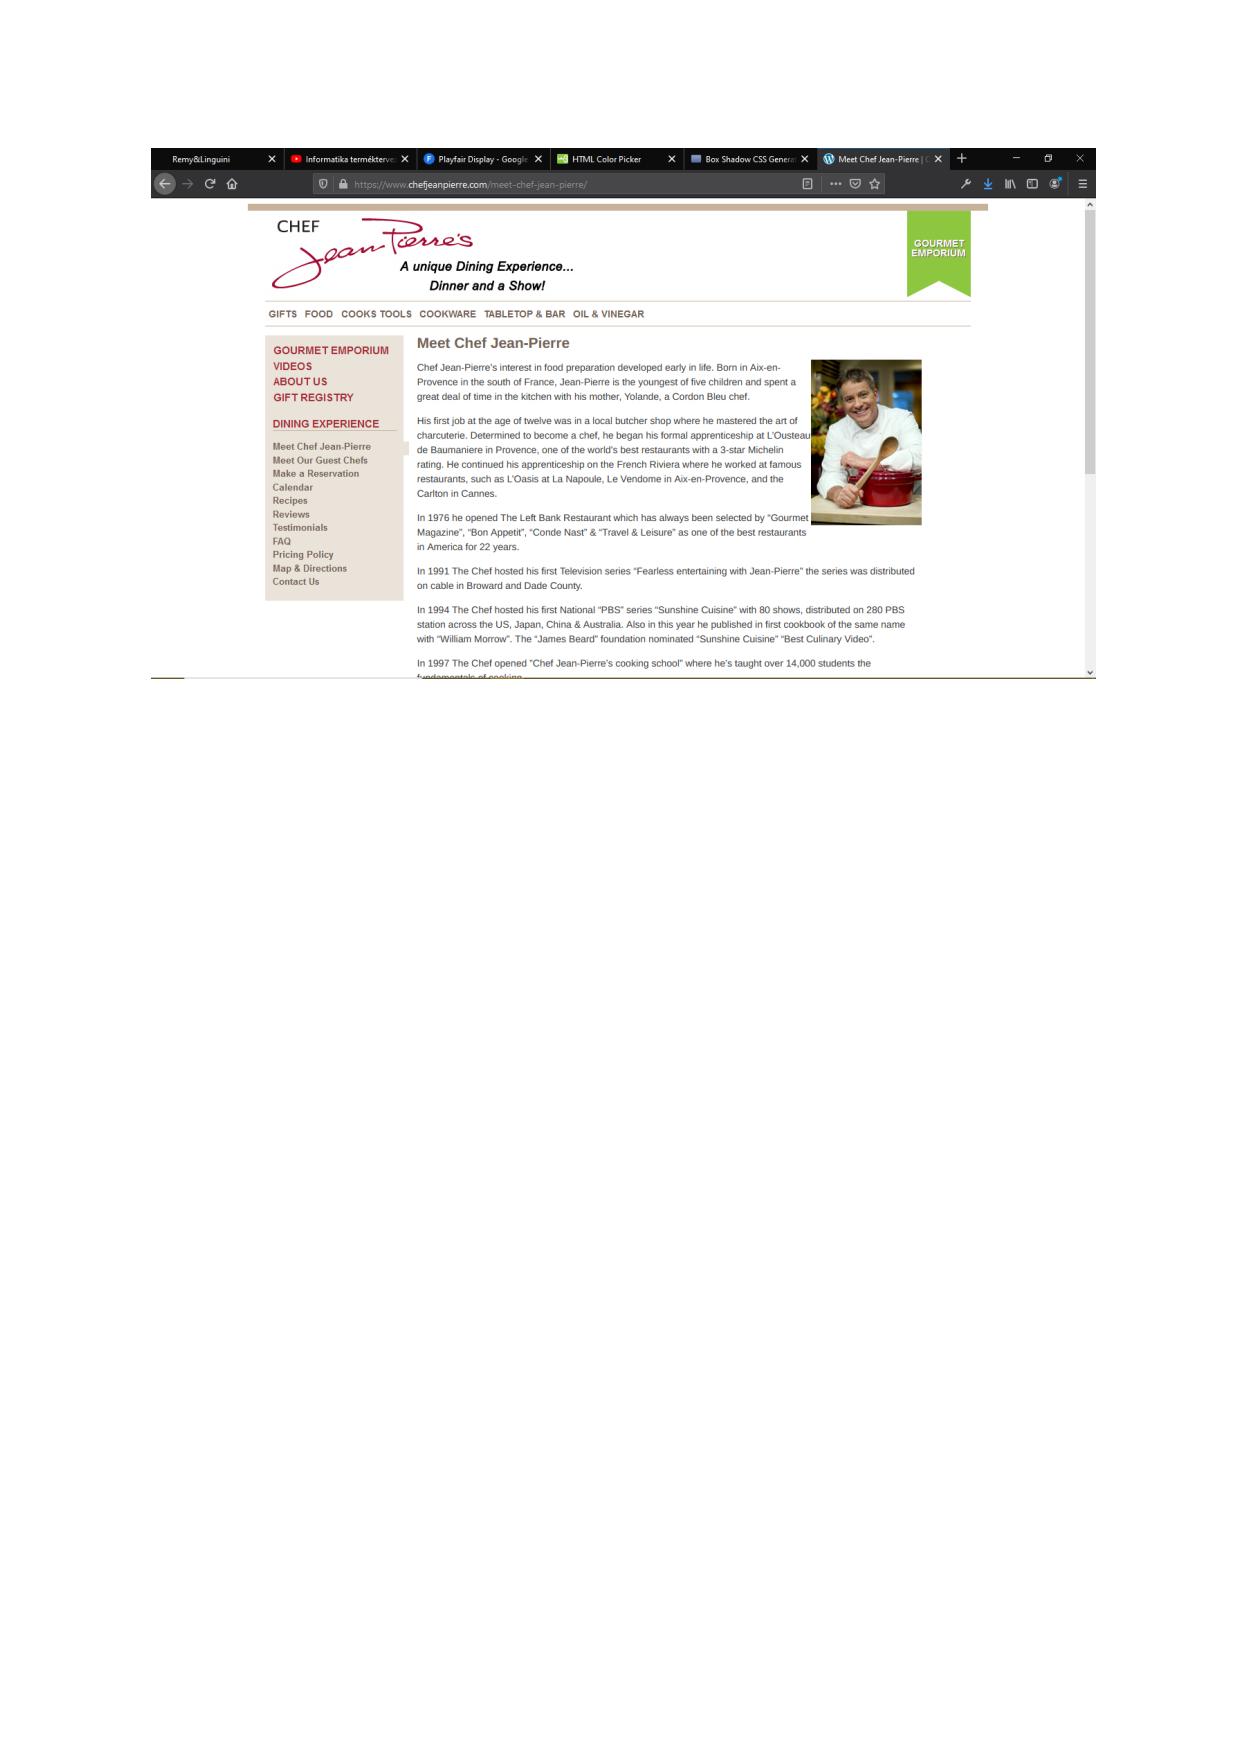 Remy&Linguini
Informatika termékterve
Playfair Display - Google
HTML Color Picker
Box Shadow CSS Genera
Meet Chef Jean-Pierre | C
https://www.chefjeanpierre.com/meet-chef-jean-pierre/
CHEF
Jean Pierre's
A unique Dining Experience...
Dinner and a Show!
GOURMET
EMPORIUM
GIFTS FOOD COOKS TOOLS COOKWARE TABLETOP & BAR OIL & VINEGAR
GOURMET EMPORIUM
VIDEOS
ABOUT US
GIFT REGISTRY
DINING EXPERIENCE
Meet Chef Jean-Pierre
Meet Our Guest Chefs
Make a Reservation
Calendar
Recipes
Reviews
Testimonials
FAQ
Pricing Policy
Map & Directions
Contact Us
Meet Chef Jean-Pierre
Chef Jean-Pierre's interest in food preparation developed early in life. Born in Aix-en-
Provence in the south of France, Jean-Pierre is the youngest of five children and spent a
great deal of time in the kitchen with his mother, Yolande, a Cordon Bleu chef.
His first job at the age of twelve was in a local butcher shop where he mastered the art of
charcuterie. Determined to become a chef, he began his formal apprenticeship at L'Ousteau
de Baumaniere in Provence, one of the world's best restaurants with a 3-star Michelin
rating. He continued his apprenticeship on the French Riviera where he worked at famous
restaurants, such as L'Oasis at La Napoule, Le Vendome in Aix-en-Provence, and the
Carlton in Cannes.
In 1976 he opened The Left Bank Restaurant which has always been selected by “Gourmet
Magazine”, “Bon Appetit”, “Conde Nast” & “Travel & Leisure” as one of the best restaurants
in America for 22 years.
In 1991 The Chef hosted his first Television series “Fearless entertaining with Jean-Pierre” the series was distributed
on cable in Broward and Dade County.
In 1994 The Chef hosted his first National “PBS” series “Sunshine Cuisine” with 80 shows, distributed on 280 PBS
station across the US, Japan, China & Australia. Also in this year he published in first cookbook of the same name
with “William Morrow”. The “James Beard” foundation nominated “Sunshine Cuisine” “Best Culinary Video”.
In 1997 The Chef opened “Chef Jean-Pierre's cooking school” where he's taught over 14,000 students the
fundamentals of cooking